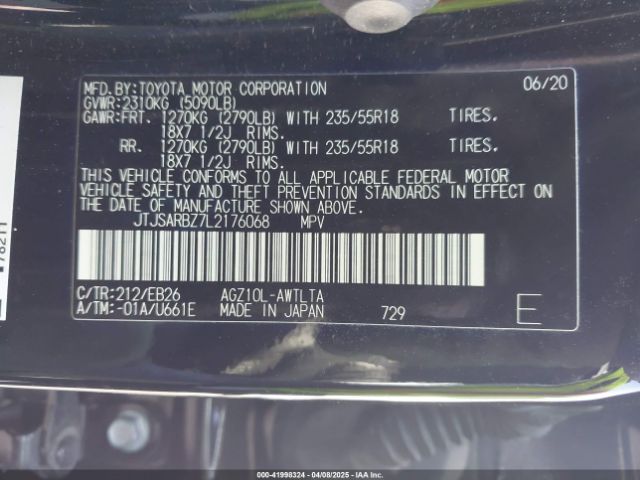 MFD.BY:TOYOTA MOTOR CORPORATION 06/20
GVWR:2310KG (5090LB)
GAWR:FRT. 1270KG (2790LB) WITH 235/55R18 TIRES.
18X7 1/2J RIMS.
RR. 1270KG (2790LB) WITH 235/55R18 TIRES.
18X7 1/2J RIMS.
THIS VEHICLE CONFORMS TO ALL APPLICABLE FEDERAL MOTOR
VEHICLE SAFETY AND THEFT PREVENTION STANDARDS IN EFFECT ON
THE DATE OF MANUFACTURE SHOWN ABOVE.
JTJSARBZ7L2176068 MPV
C/TR:212/EB26 AGZ10L-AWTLTA
A/TM:-01A/U661E MADE IN JAPAN 729 E
000-41998324 - 04/08/2025 - IAA, Inc.